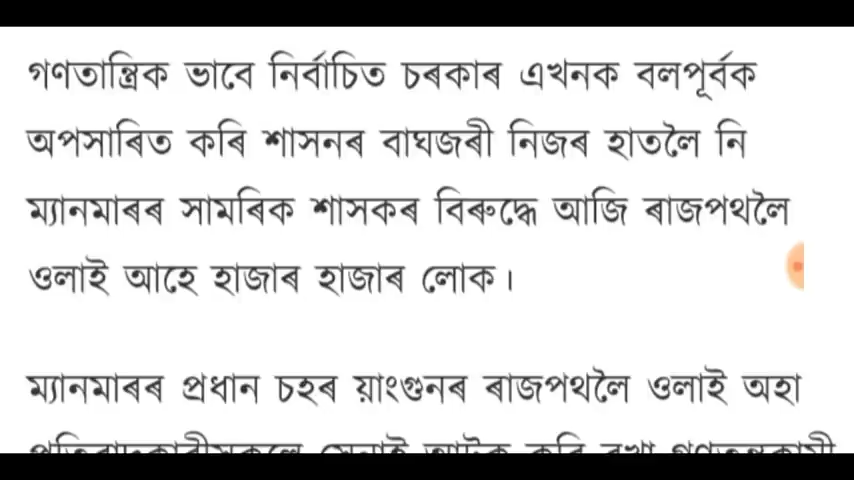 গণতান্ত্ৰিক ভাবে নিৰ্বাচিত চৰকাৰ এখনক বলপূৰ্বক
অপসাৰিত কৰি শাসনৰ বাঘজৰী নিজৰ হাতলৈ নি
ম্যানমাৰৰ সামৰিক শাসকৰ বিৰুদ্ধে আজি ৰাজপথলৈ
ওলাই আহে হাজাৰ হাজাৰ লোক।
ম্যানমাৰৰ প্ৰধান চহৰ য়াংগুনৰ ৰাজপথলৈ ওলাই অহা